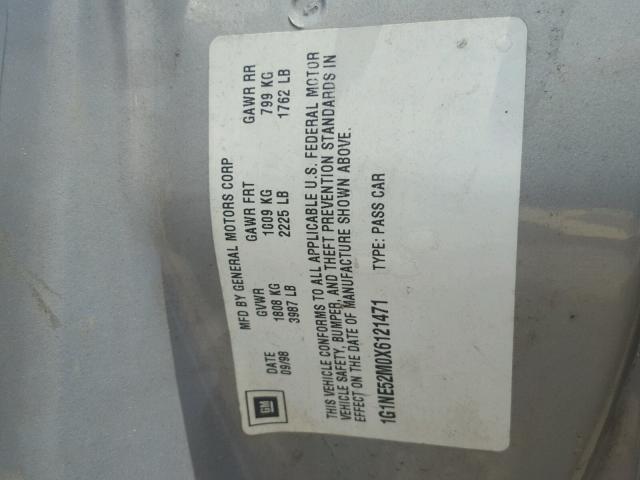 MFD BY GENERAL MOTORS CORP
DATE GVWR GAWR FRT GAWR RR
09/98 1808 KG 1009 KG 799 KG
3987 LB 2225 LB 1762 LB
GM
THIS VEHICLE CONFORMS TO ALL APPLICABLE U.S. FEDERAL MOTOR
VEHICLE SAFETY, BUMPER, AND THEFT PREVENTION STANDARDS IN
EFFECT ON THE DATE OF MANUFACTURE SHOWN ABOVE.
1G1NE52M0X6121471 TYPE: PASS CAR